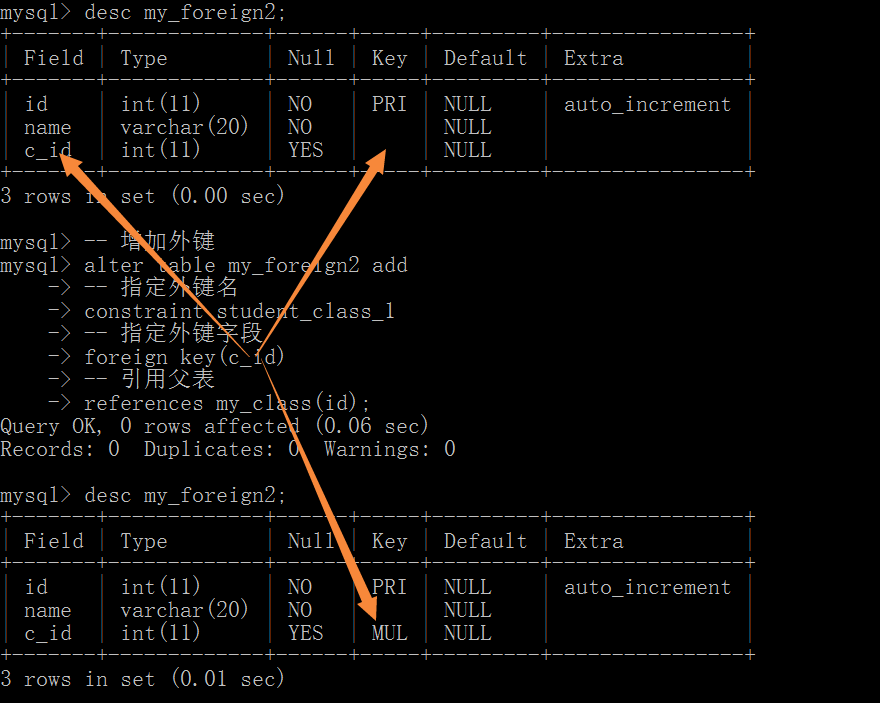 mysql> desc my_foreign2;
+-------+-------------+------+-----+---------+----------------+
| Field | Type        | Null | Key | Default | Extra          |
+-------+-------------+------+-----+---------+----------------+
| id    | int(11)     | NO   | PRI | NULL    | auto_increment |
| name  | varchar(20) | NO   |     | NULL    |                |
| c_id  | int(11)     | YES  |     | NULL    |                |
+-------+-------------+------+-----+---------+----------------+
3 rows in set (0.00 sec)
mysql> -- 增加外键
mysql> alter table my_foreign2 add
    -> -- 指定外键名
    -> constraint student_class_1
    -> -- 指定外键字段
    -> foreign key(c_id)
    -> -- 引用父表
    -> references my_class(id);
Query OK, 0 rows affected (0.06 sec)
Records: 0  Duplicates: 0  Warnings: 0
mysql> desc my_foreign2;
+-------+-------------+------+-----+---------+----------------+
| Field | Type        | Null | Key | Default | Extra          |
+-------+-------------+------+-----+---------+----------------+
| id    | int(11)     | NO   | PRI | NULL    | auto_increment |
| name  | varchar(20) | NO   |     | NULL    |                |
| c_id  | int(11)     | YES  | MUL | NULL    |                |
+-------+-------------+------+-----+---------+----------------+
3 rows in set (0.01 sec)